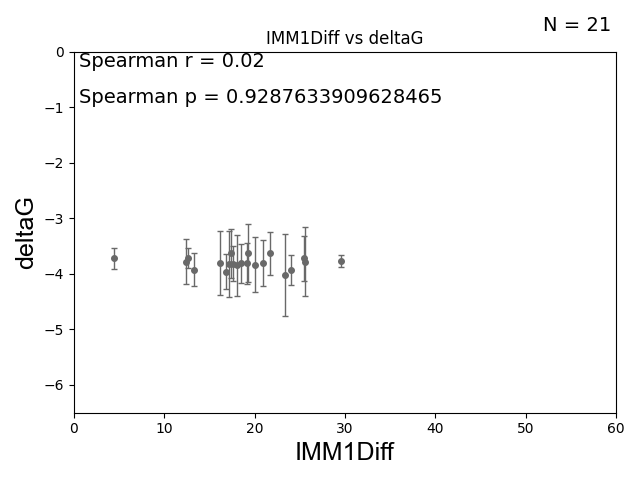 N = 21
IMM1Diff vs deltaG
Spearman r = 0.02
Spearman p = 0.9287633909628465
deltaG
0
−1
−2
−3
−4
−5
−6
0 10 20 30 40 50 60
IMM1Diff